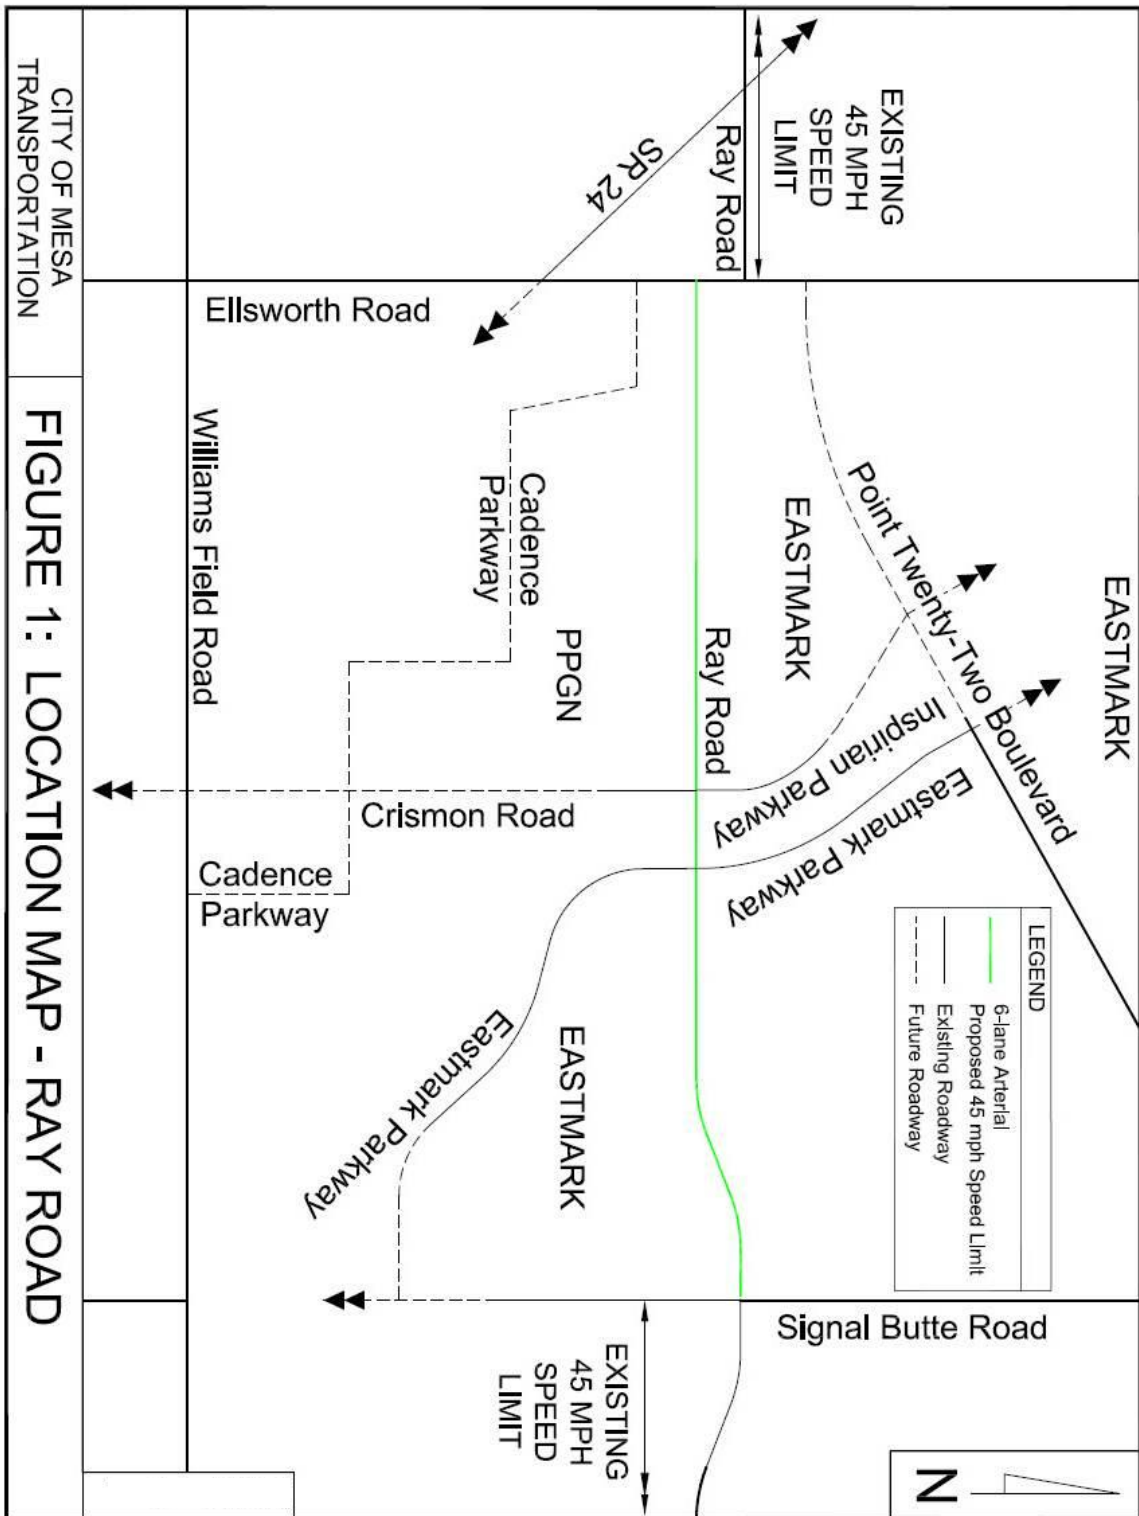 EXISTING
45 MPH
SPEED
LIMIT
Ray Road
SR 24
Ellsworth Road
EASTMARK
Point Twenty-Two Boulevard
EASTMARK
Inspirian Parkway
Eastmark Parkway
Ray Road
Cadence
Parkway
PPGN
Williams Field Road
Crismon Road
Cadence
Parkway
Eastmark Parkway
EASTMARK
LEGEND
6-lane Arterial
Proposed 45 mph Speed Limit
Existing Roadway
Future Roadway
Signal Butte Road
EXISTING
45 MPH
SPEED
LIMIT
N
CITY OF MESA
TRANSPORTATION
FIGURE 1: LOCATION MAP - RAY ROAD